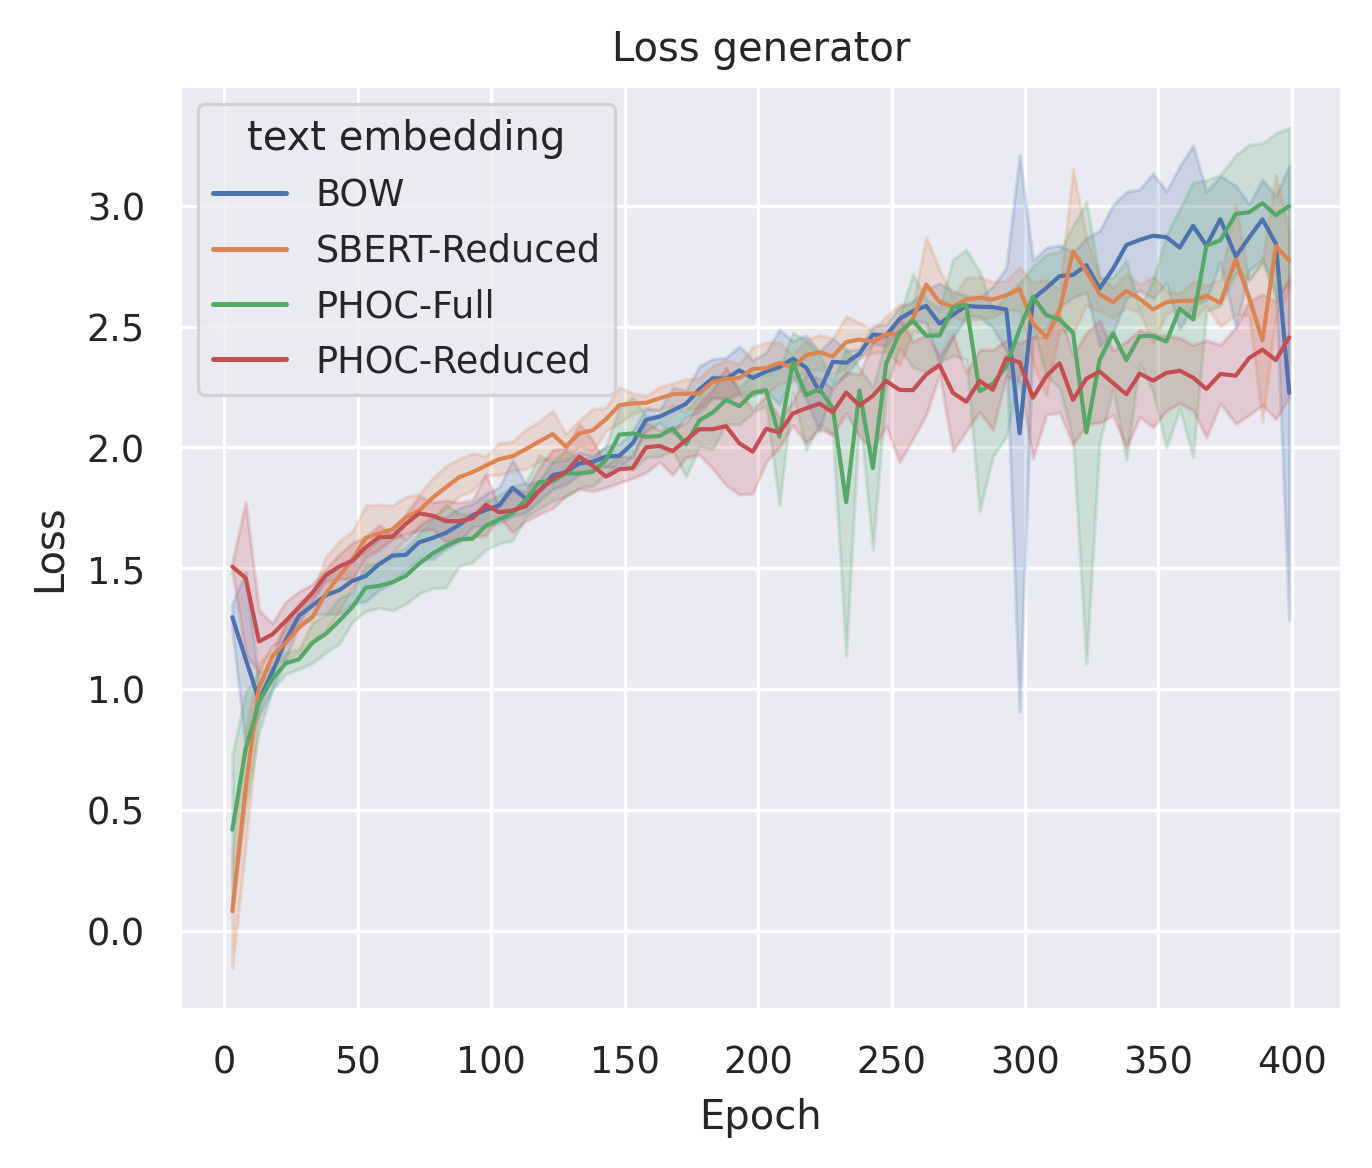 Loss generator
text embedding
BOW
SBERT-Reduced
PHOC-Full
PHOC-Reduced
3.0
2.5
2.0
1.5
1.0
0.5
0.0
Loss
0 50 100 150 200 250 300 350 400
Epoch